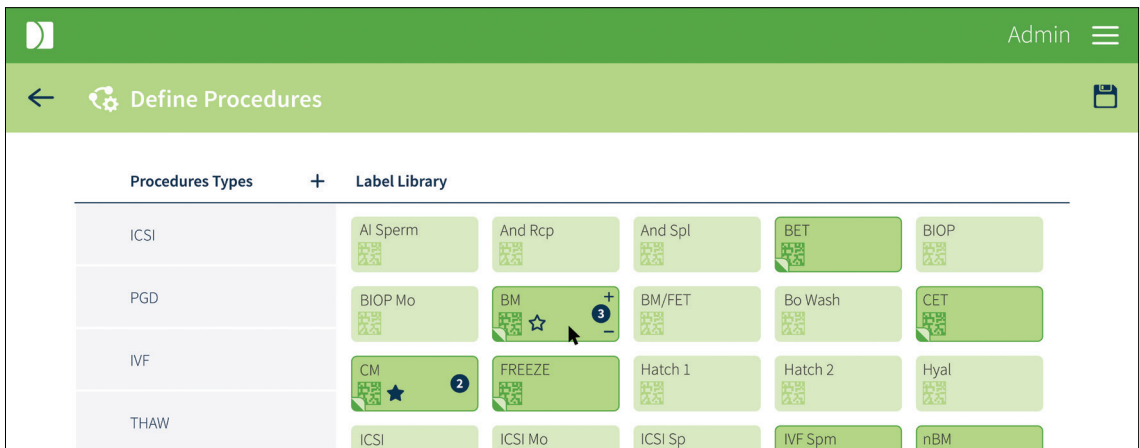 Admin
Define Procedures
Procedures Types + Label Library
ICSI
PGD
IVF
THAW
AI Sperm And Rcp And Spl BET BIOP
BIOP Mo BM + 3 − BM/FET Bo Wash CET
CM 2 FREEZE Hatch 1 Hatch 2 Hyal
ICSI ICSI Mo ICSI Sp IVF Spm nBM